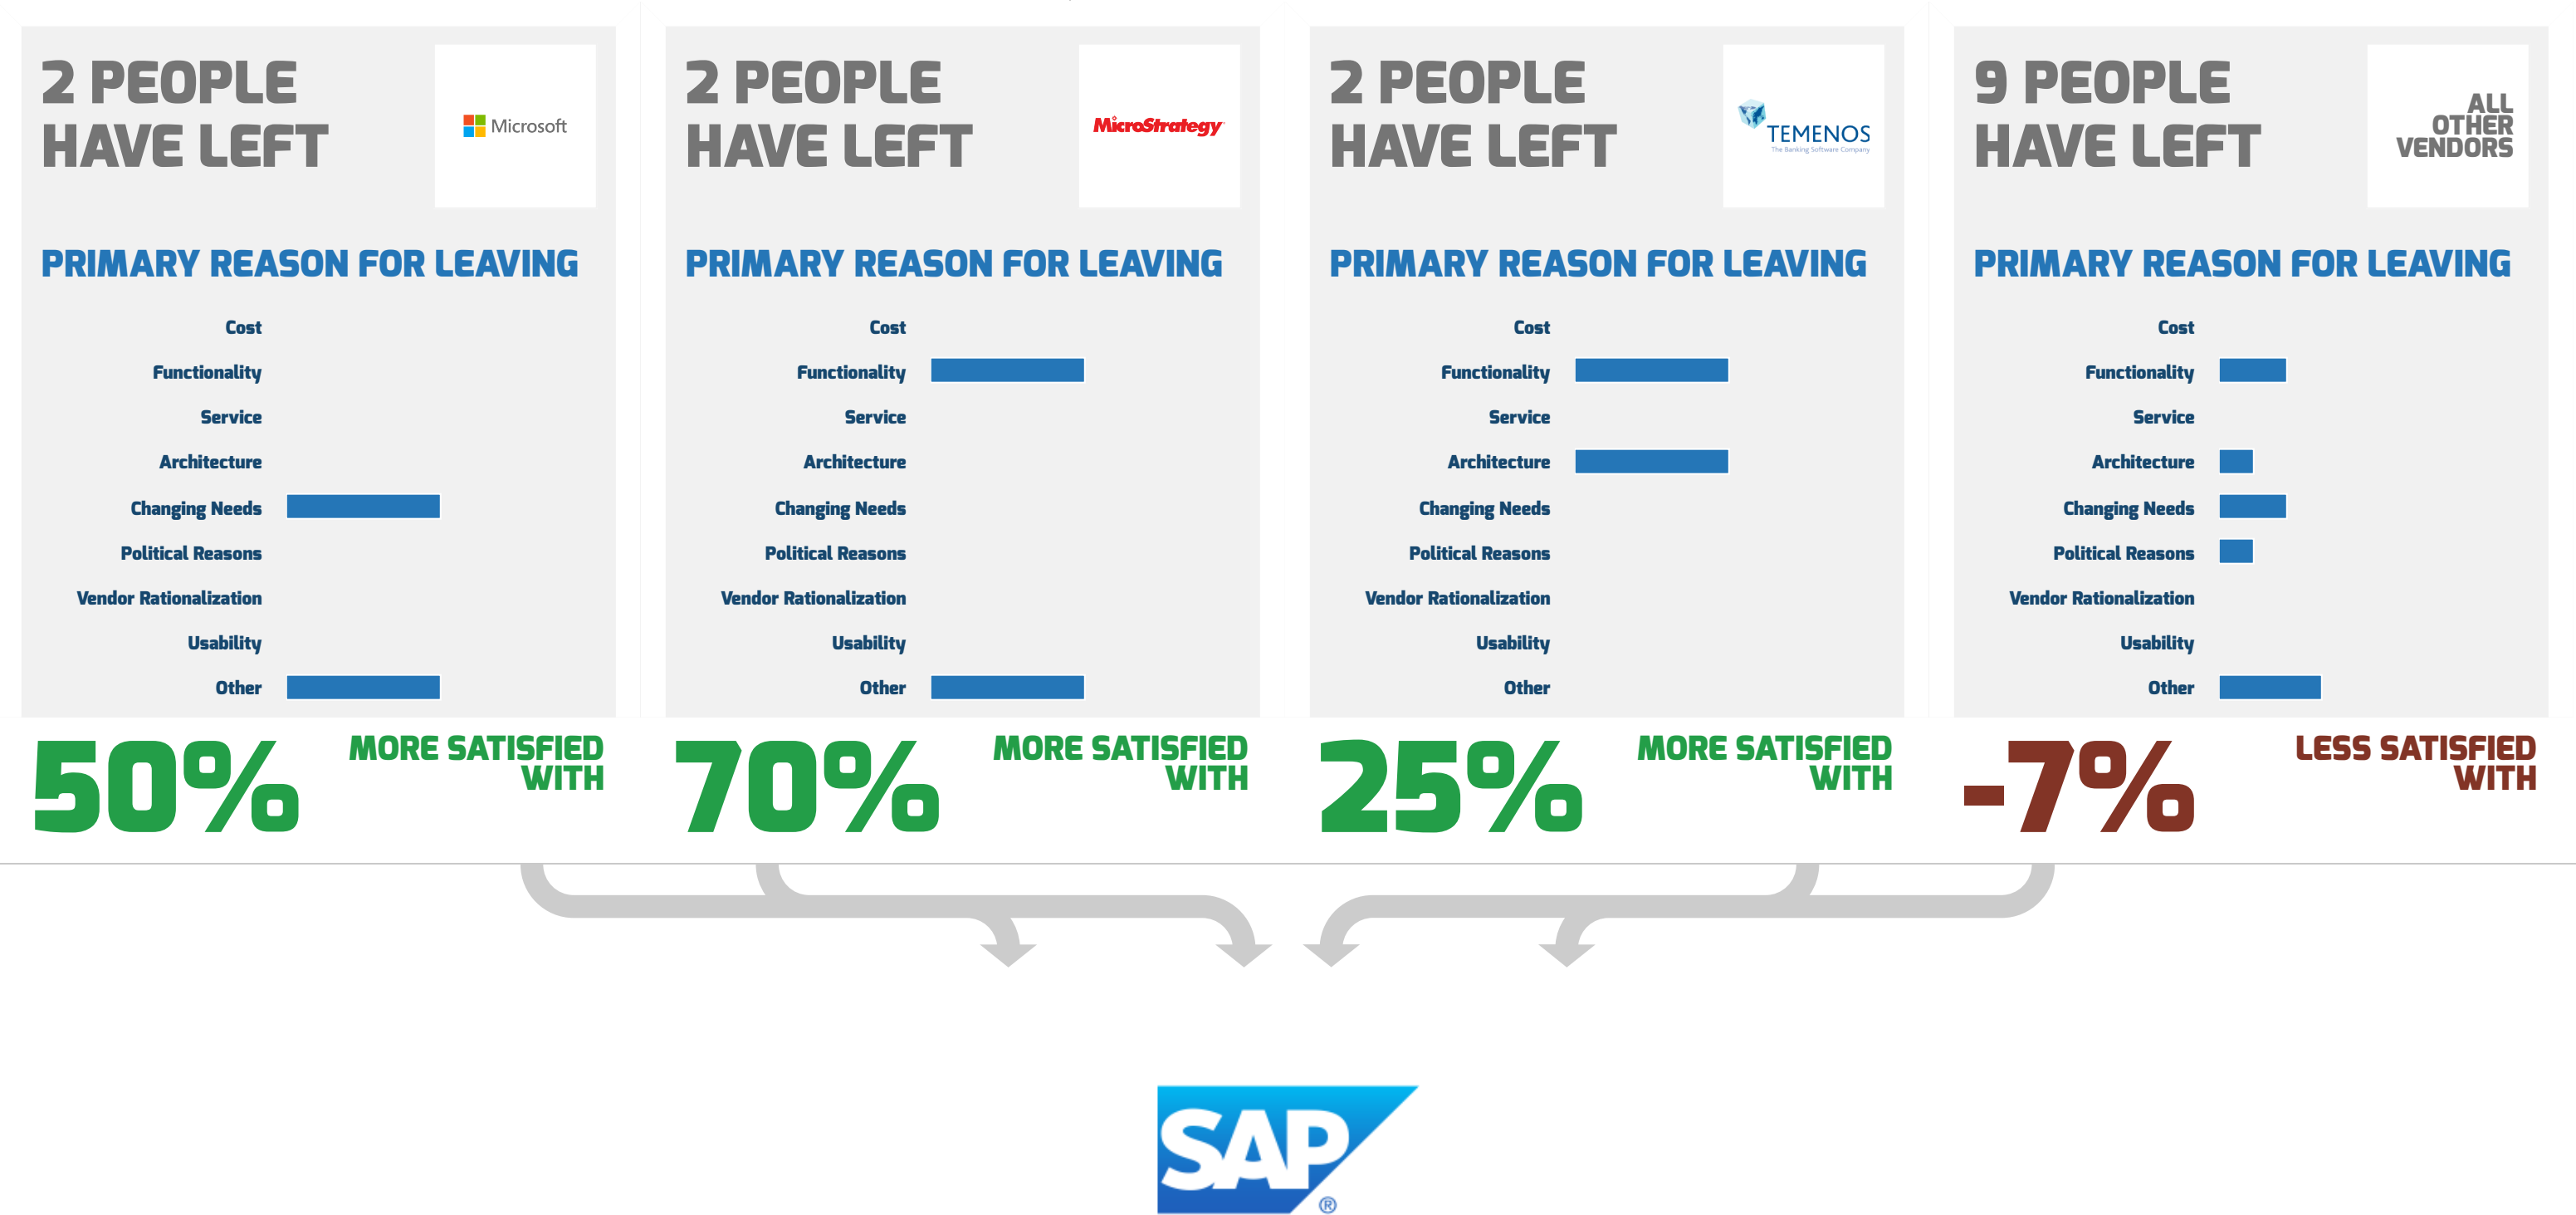 2 PEOPLE
HAVE LEFT
Microsoft
PRIMARY REASON FOR LEAVING
Cost
Functionality
Service
Architecture
Changing Needs
Political Reasons
Vendor Rationalization
Usability
Other
50%
MORE SATISFIED
WITH
2 PEOPLE
HAVE LEFT
MicroStrategy
PRIMARY REASON FOR LEAVING
Cost
Functionality
Service
Architecture
Changing Needs
Political Reasons
Vendor Rationalization
Usability
Other
70%
MORE SATISFIED
WITH
2 PEOPLE
HAVE LEFT
TEMENOS
The Banking Software Company
PRIMARY REASON FOR LEAVING
Cost
Functionality
Service
Architecture
Changing Needs
Political Reasons
Vendor Rationalization
Usability
Other
25%
MORE SATISFIED
WITH
9 PEOPLE
HAVE LEFT
ALL
OTHER
VENDORS
PRIMARY REASON FOR LEAVING
Cost
Functionality
Service
Architecture
Changing Needs
Political Reasons
Vendor Rationalization
Usability
Other
-7%
LESS SATISFIED
WITH
SAP®